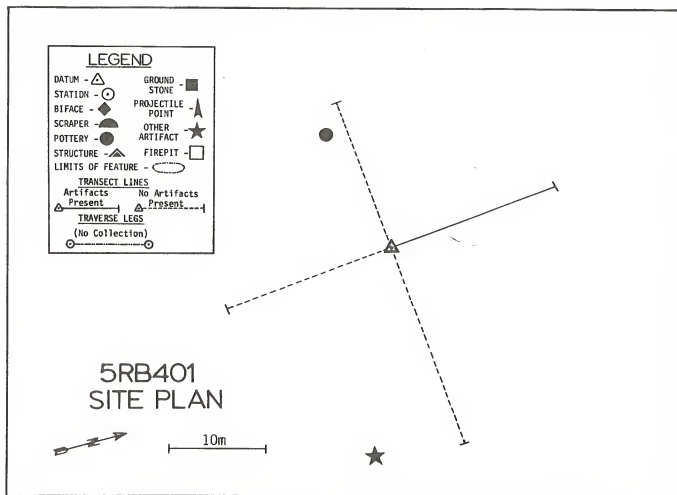 LEGEND
DATUM -
STATION -
BIFACE -
SCRAPER -
POTTERY -
STRUCTURE -
LIMITS OF FEATURE -
GROUND
STONE -
PROJECTILE
POINT -
OTHER
ARTIFACT -
FIREPIT -
TRANSECT LINES
Artifacts
Present
No Artifacts
Present
TRAVERSE LEGS
(No Collection)
5RB401
SITE PLAN
N
10m